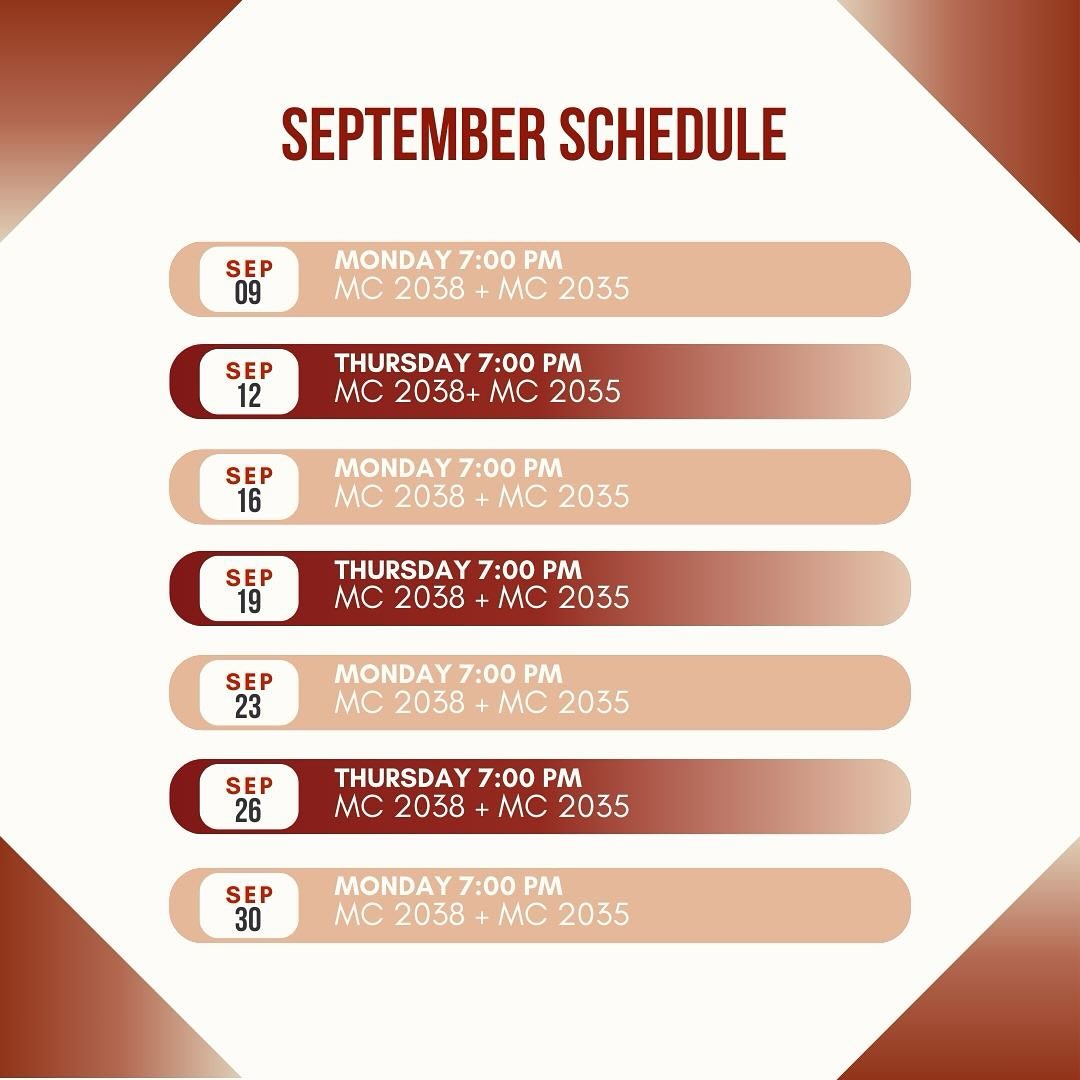 SEPTEMBER SCHEDULE
SEP
09
MONDAY 7:00 PM
MC 2038 + MC 2035
SEP
12
THURSDAY 7:00 PM
MC 2038+ MC 2035
SEP
16
MONDAY 7:00 PM
MC 2038 + MC 2035
SEP
19
THURSDAY 7:00 PM
MC 2038 + MC 2035
SEP
23
MONDAY 7:00 PM
MC 2038 + MC 2035
SEP
26
THURSDAY 7:00 PM
MC 2038 + MC 2035
SEP
30
MONDAY 7:00 PM
MC 2038 + MC 2035